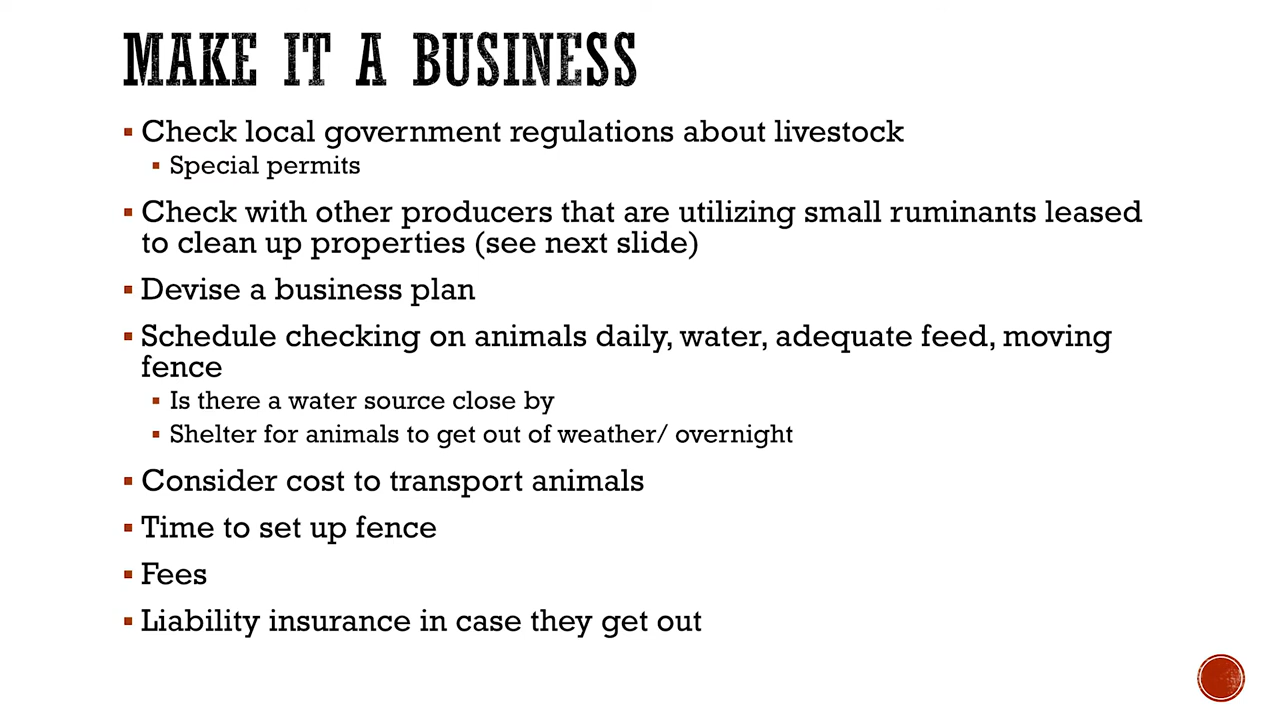 MAKE IT A BUSINESS
Check local government regulations about livestock
Special permits
Check with other producers that are utilizing small ruminants leased
to clean up properties (see next slide)
Devise a business plan
Schedule checking on animals daily, water, adequate feed, moving
fence
Is there a water source close by
Shelter for animals to get out of weather/ overnight
Consider cost to transport animals
Time to set up fence
Fees
Liability insurance in case they get out